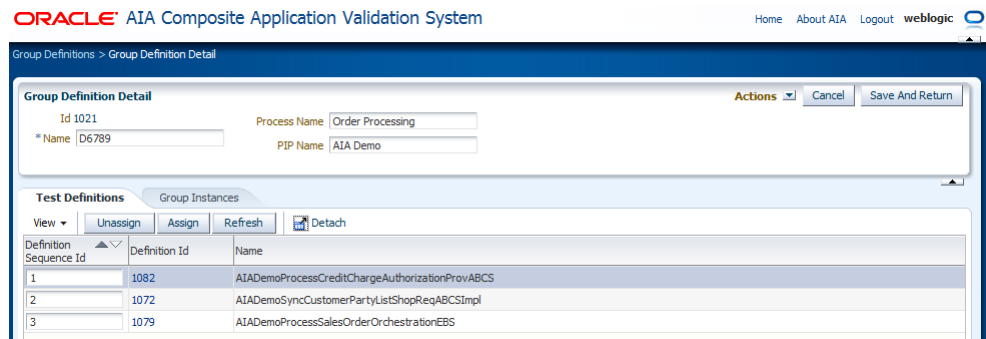 ORACLE® AIA Composite Application Validation System
Home About AIA Logout weblogic
Group Definitions > Group Definition Detail
Group Definition Detail
Actions Cancel Save And Return
Id 1021
* Name D6789
Process Name Order Processing
PIP Name AIA Demo
Test Definitions Group Instances
View Unassign Assign Refresh Detach
Definition Sequence Id Definition Id Name
1 1082 AIADemoProcessCreditChargeAuthorizationProvABCS
2 1072 AIADemoSyncCustomerPartyListShopReqABCSImpl
3 1079 AIADemoProcessSalesOrderOrchestrationEBS